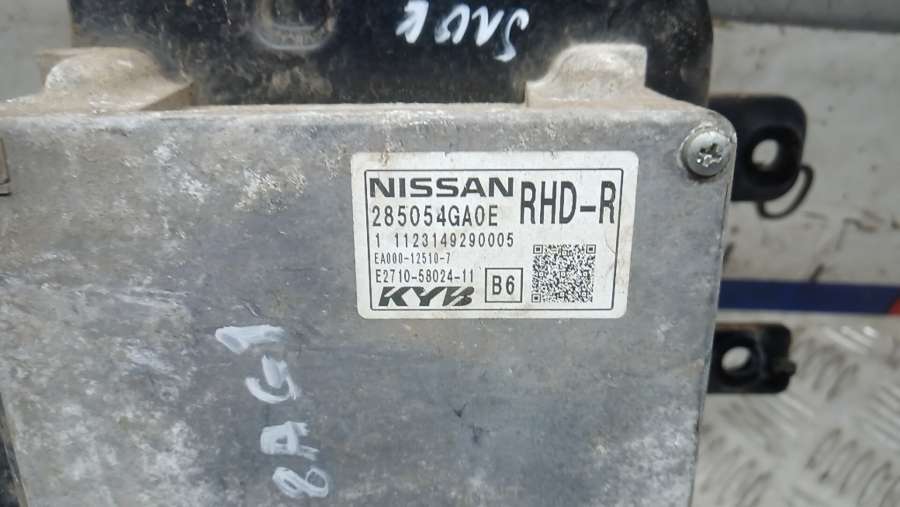 NISSAN RHD-R
285054GA0E
1 1123149290005
EA000-12510-7
E2710-58024-11 B6
KYB